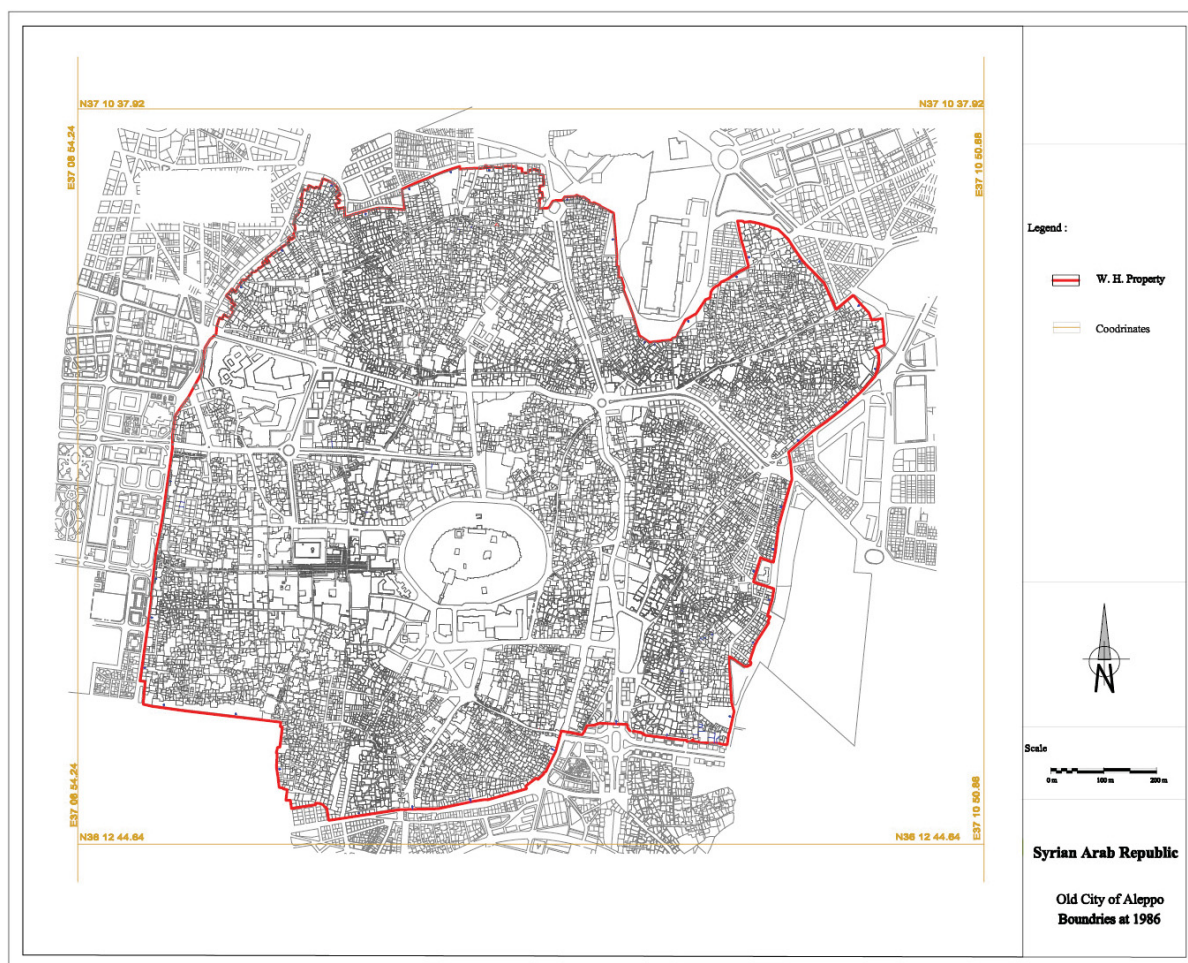 N37 10 37.92
N37 10 37.92
E37 08 54.24
E37 10 50.88
E37 08 54.24
E37 10 50.88
N36 12 44.64
N36 12 44.64
Legend :
W. H. Property
Coodrinates
N
Scale
0 m 100 m 200 m
Syrian Arab Republic
Old City of Aleppo
Boundries at 1986